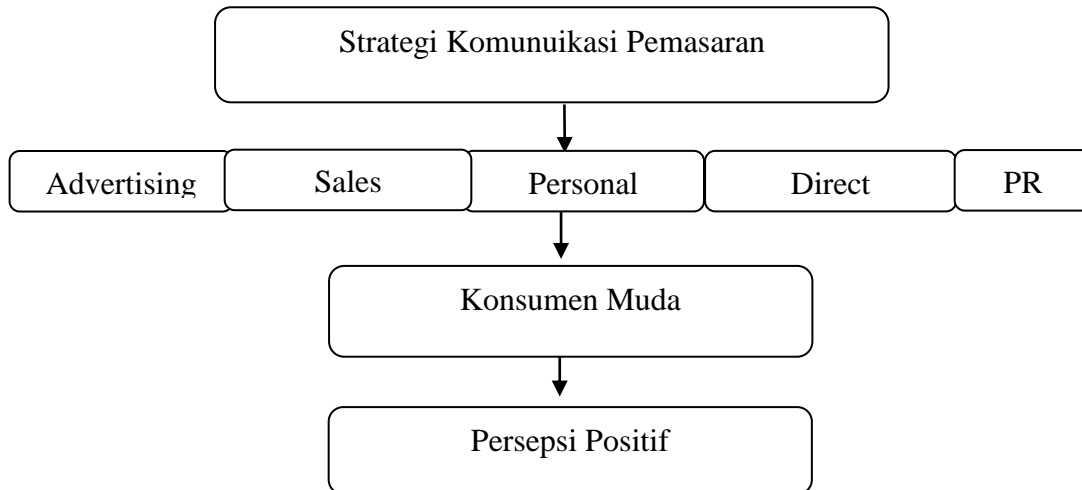 Strategi Komunuikasi Pemasaran
Advertising
Sales
Personal
Direct
PR
Konsumen Muda
Persepsi Positif